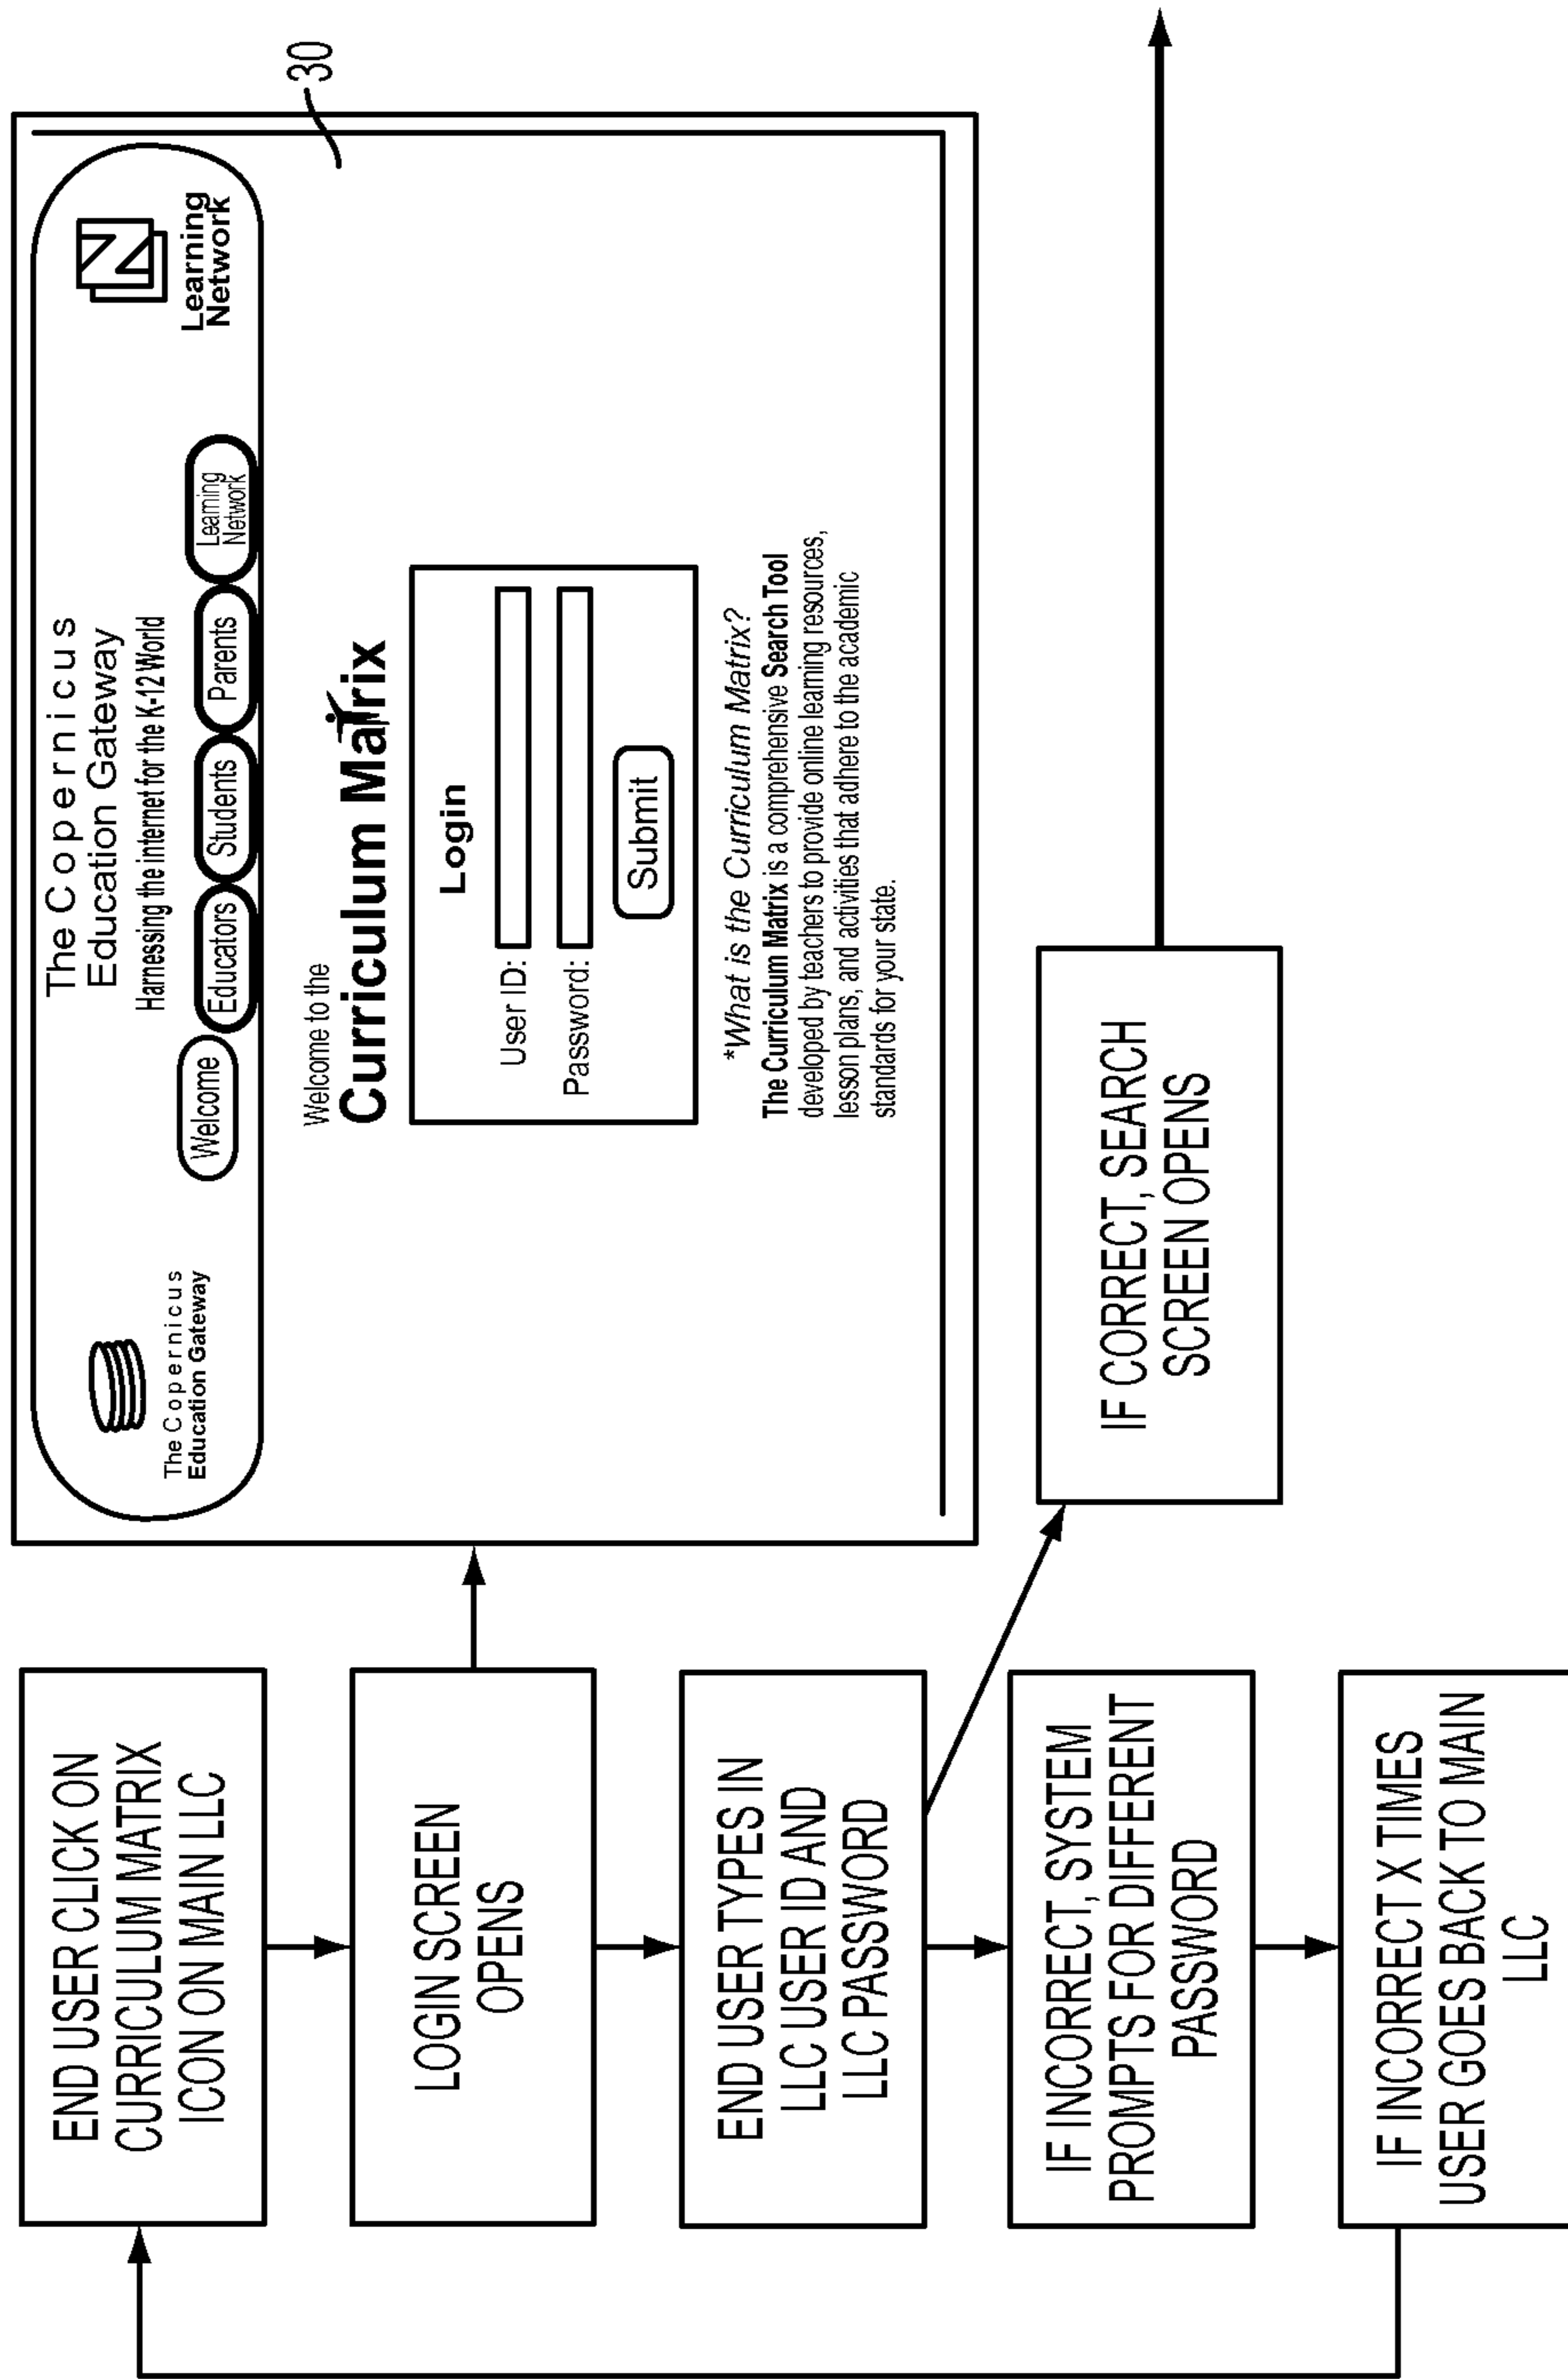 END USER CLICK ON
CURRICULUM MATRIX
ICON ON MAIN LLC
LOGIN SCREEN
OPENS
END USER TYPES IN
LLC USER ID AND
LLC PASSWORD
IF INCORRECT, SYSTEM
PROMPTS FOR DIFFERENT
PASSWORD
IF INCORRECT X TIMES
USER GOES BACK TO MAIN
LLC
The Copernicus
Education Gateway
The Copernicus
Education Gateway
Harnessing the internet for the K-12 World
Welcome
Educators
Students
Parents
Learning
Network
Learning
Network
30
Welcome to the
Curriculum Matrix
Login
User ID:
Password:
Submit
*What is the Curriculum Matrix?
The Curriculum Matrix is a comprehensive Search Tool
developed by teachers to provide online learning resources,
lesson plans, and activities that adhere to the academic
standards for your state.
IF CORRECT, SEARCH
SCREEN OPENS